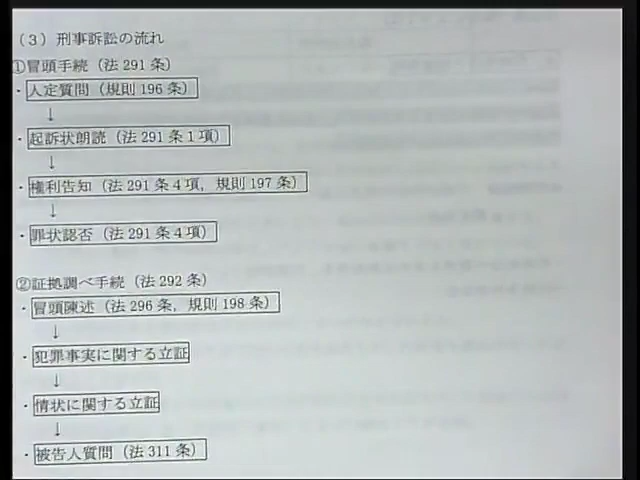 （3）刑事訴訟の流れ
①冒頭手続（法 291 条）
・人定質問（規則 196 条）
↓
・起訴状朗読（法 291 条 1 項）
↓
・権利告知（法 291 条 4 項，規則 197 条）
↓
・罪状認否（法 291 条 4 項）
②証拠調べ手続（法 292 条）
・冒頭陳述（法 296 条，規則 198 条）
↓
・犯罪事実に関する立証
↓
・情状に関する立証
↓
・被告人質問（法 311 条）